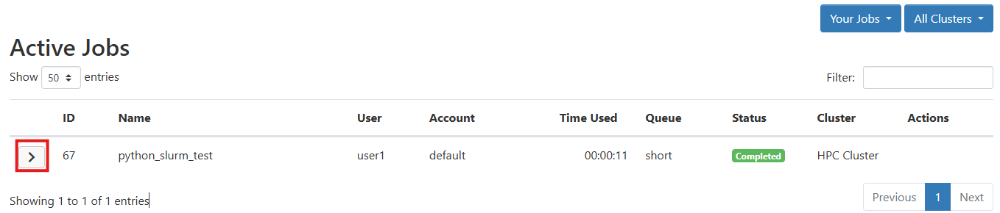 Your Jobs All Clusters
Active Jobs
Show 50 entries Filter:
ID Name User Account Time Used Queue Status Cluster Actions
67 python_slurm_test user1 default 00:00:11 short Completed HPC Cluster
Showing 1 to 1 of 1 entries Previous 1 Next